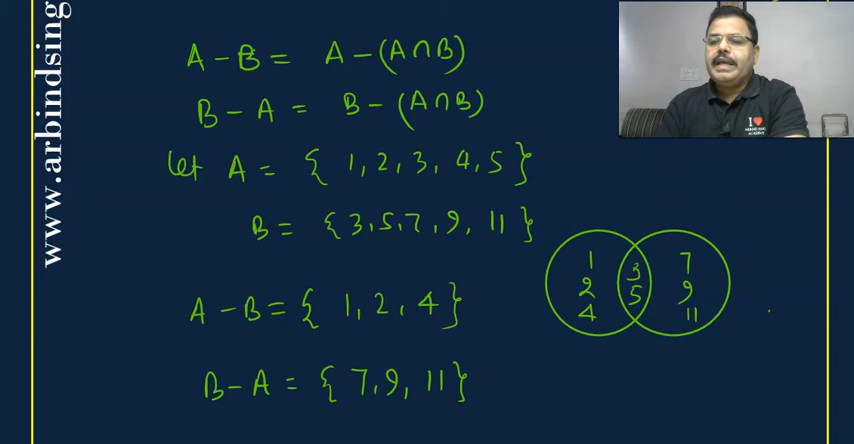 www.arbindsing
A - B = A - (A ∩ B)
B - A = B - (A ∩ B)
let A = { 1, 2, 3, 4, 5 }
B = { 3, 5, 7, 9, 11 }
A - B = { 1, 2, 4 }
B - A = { 7, 9, 11 }
1 3 7
2 5 9
4 11
I ❤